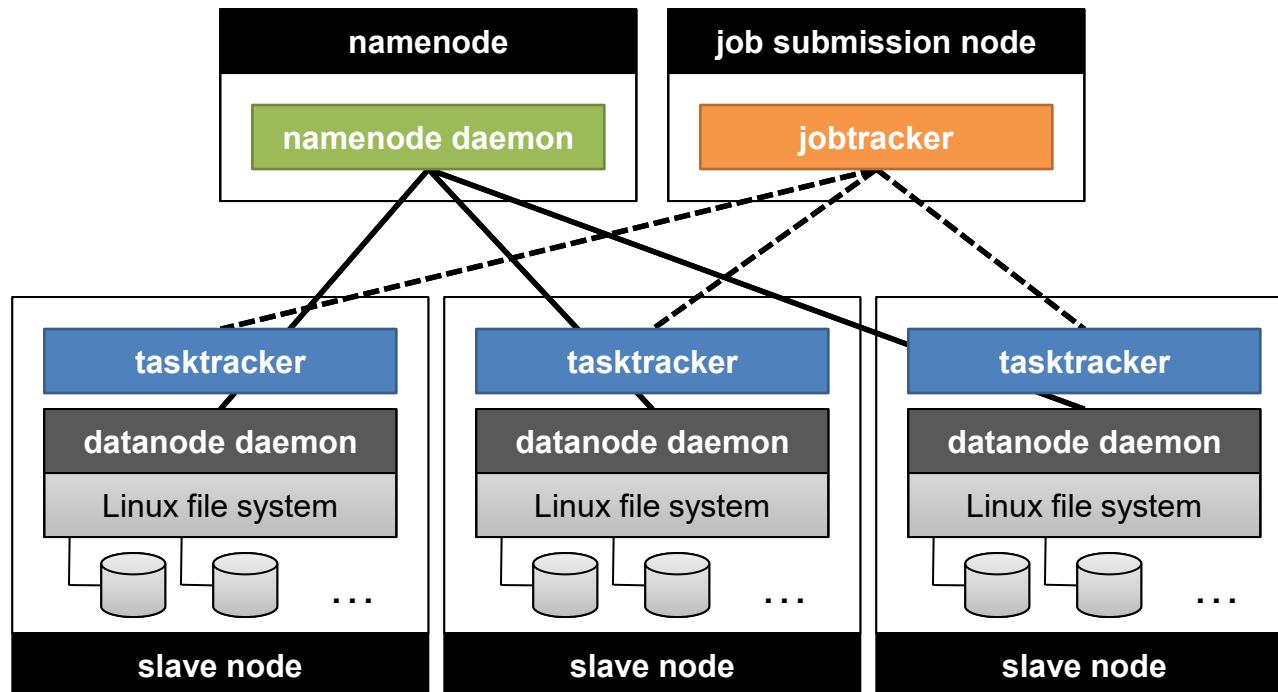 namenode
job submission node
namenode daemon
jobtracker
tasktracker
tasktracker
tasktracker
datanode daemon
datanode daemon
datanode daemon
Linux file system
Linux file system
Linux file system
...
...
...
slave node
slave node
slave node